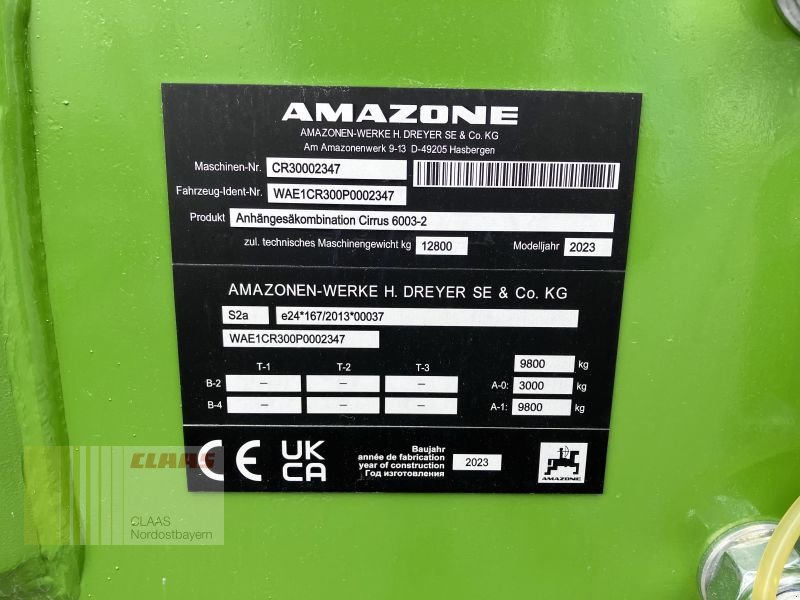 AMAZONE
AMAZONEN-WERKE H. DREYER SE & Co. KG
Am Amazonenwerk 9-13 D-49205 Hasbergen
Maschinen-Nr. CR30002347
Fahrzeug-Ident-Nr. WAE1CR300P0002347
Produkt Anhängesäkombination Cirrus 6003-2
zul. technisches Maschinengewicht kg 12800 Modelljahr 2023
AMAZONEN-WERKE H. DREYER SE & Co. KG
S2a e24*167/2013*00037
WAE1CR300P0002347
9800 kg
T-1 T-2 T-3
B-2 – – – A-0: 3000 kg
B-4 – – – A-1: 9800 kg
CE UK CA
Baujahr
année de fabrication
year of construction
Год изготовления
2023
AMAZONE
CLAAS
CLAAS
Nordostbayern